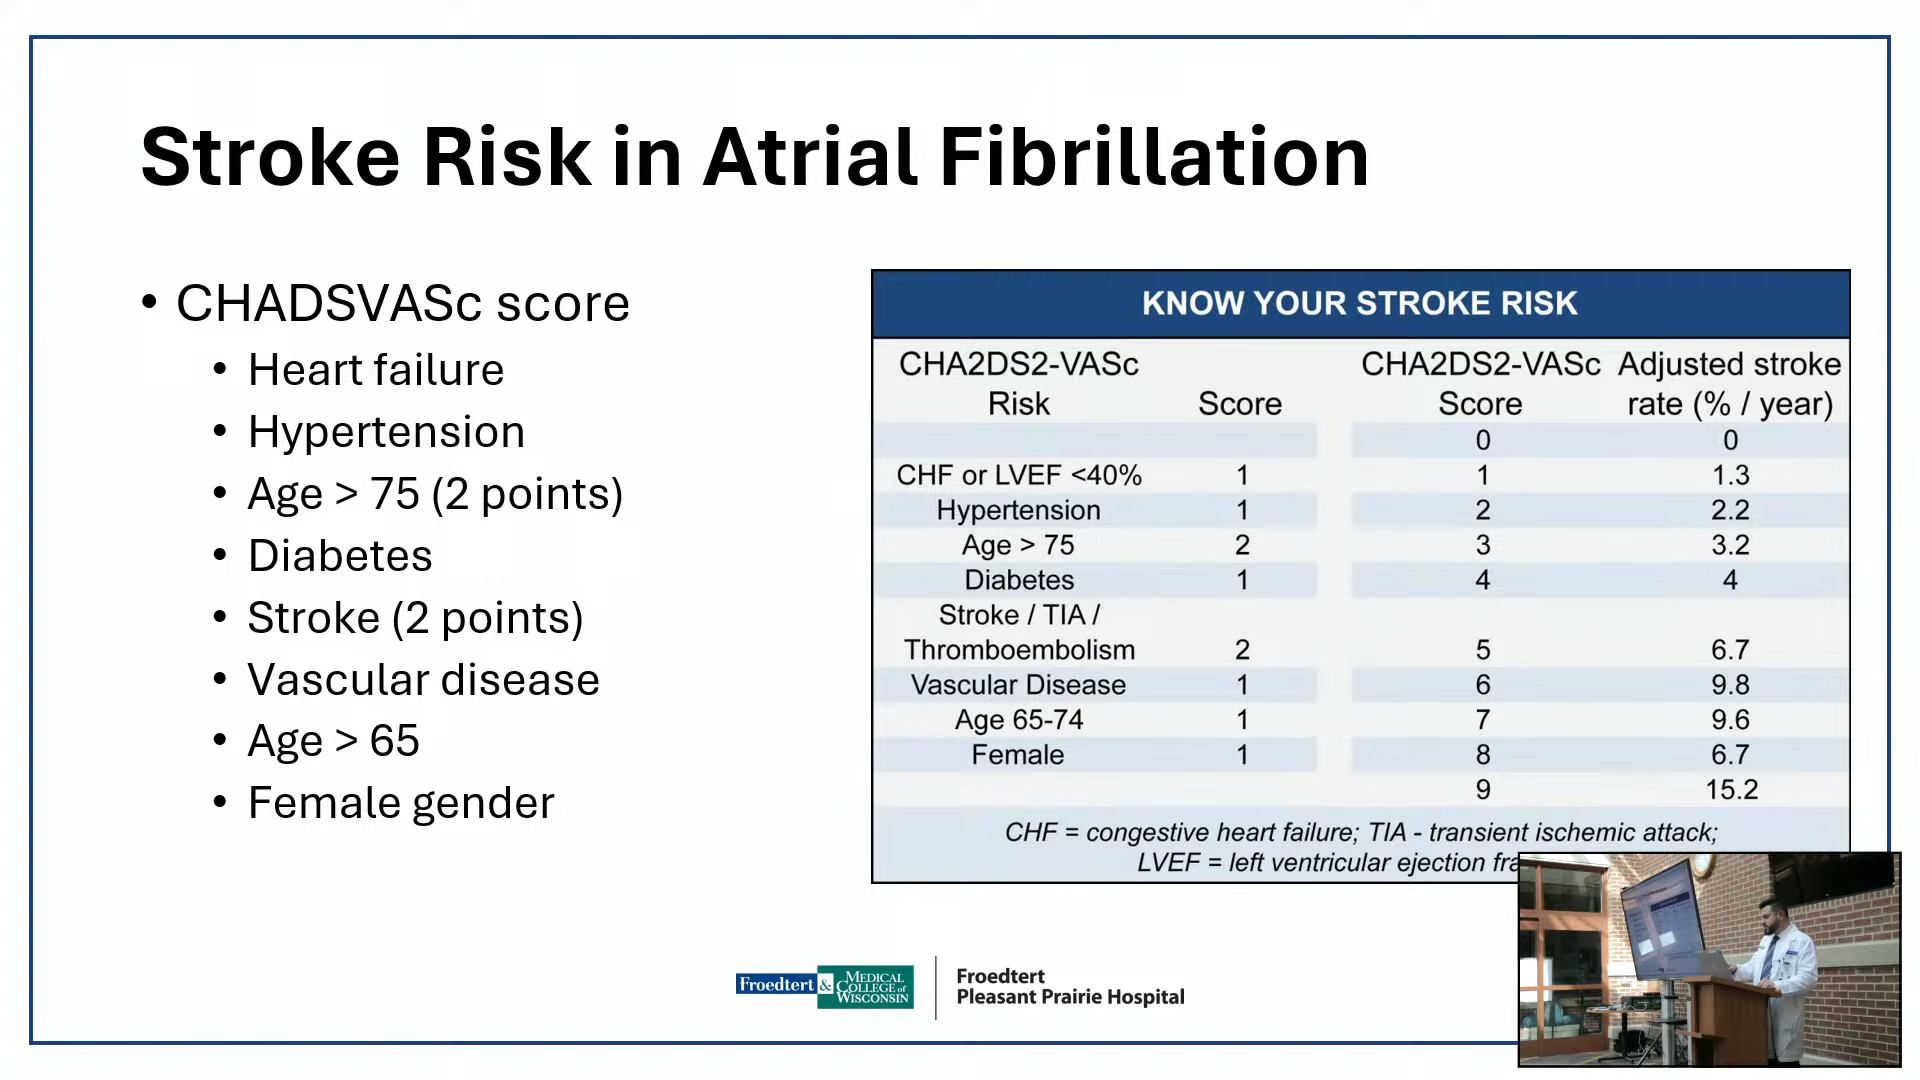 Stroke Risk in Atrial Fibrillation
• CHADSVASc score
• Heart failure
• Hypertension
• Age > 75 (2 points)
• Diabetes
• Stroke (2 points)
• Vascular disease
• Age > 65
• Female gender
KNOW YOUR STROKE RISK
CHA2DS2-VASc Risk Score CHA2DS2-VASc Score Adjusted stroke rate (% / year)
0 0
CHF or LVEF <40% 1 1 1.3
Hypertension 1 2 2.2
Age > 75 2 3 3.2
Diabetes 1 4 4
Stroke / TIA /
Thromboembolism 2 5 6.7
Vascular Disease 1 6 9.8
Age 65-74 1 7 9.6
Female 1 8 6.7
9 15.2
CHF = congestive heart failure; TIA - transient ischemic attack;
LVEF = left ventricular ejection
Froedtert & MEDICAL COLLEGE of WISCONSIN
Froedtert
Pleasant Prairie Hospital